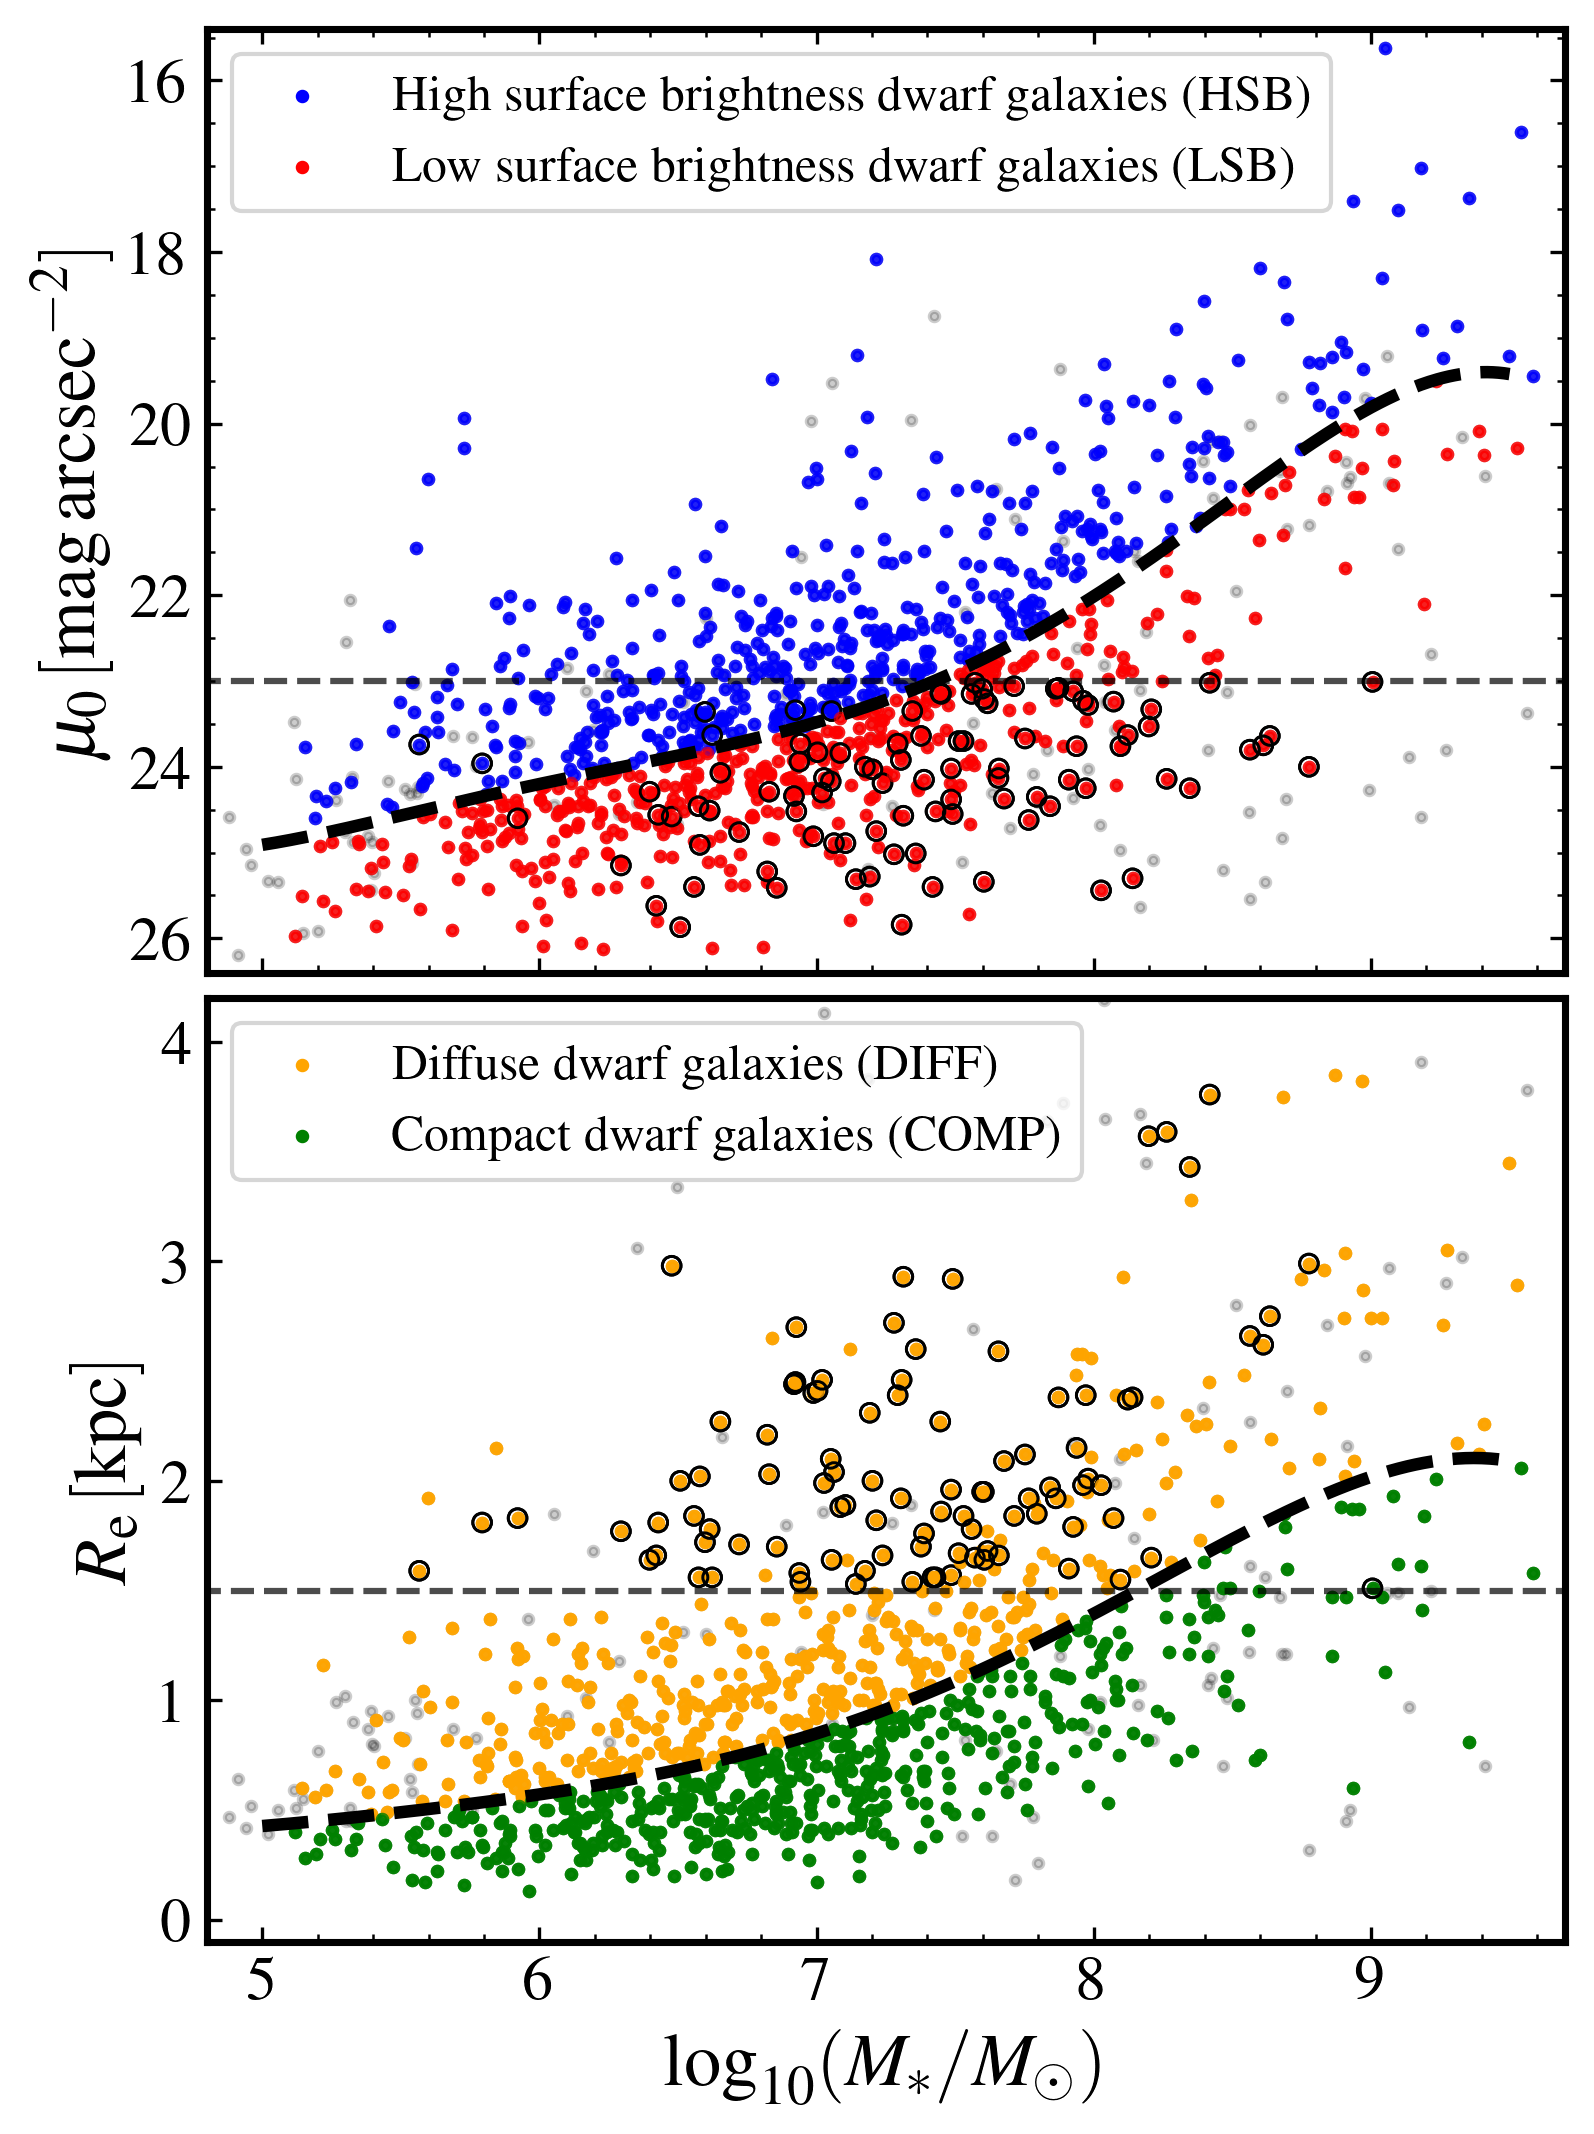 High surface brightness dwarf galaxies (HSB)
Low surface brightness dwarf galaxies (LSB)
16
18
20
22
24
26
μ₀ [mag arcsec⁻²]
Diffuse dwarf galaxies (DIFF)
Compact dwarf galaxies (COMP)
4
3
2
1
0
Rₑ [kpc]
5 6 7 8 9
log₁₀(M∗/M⊙)